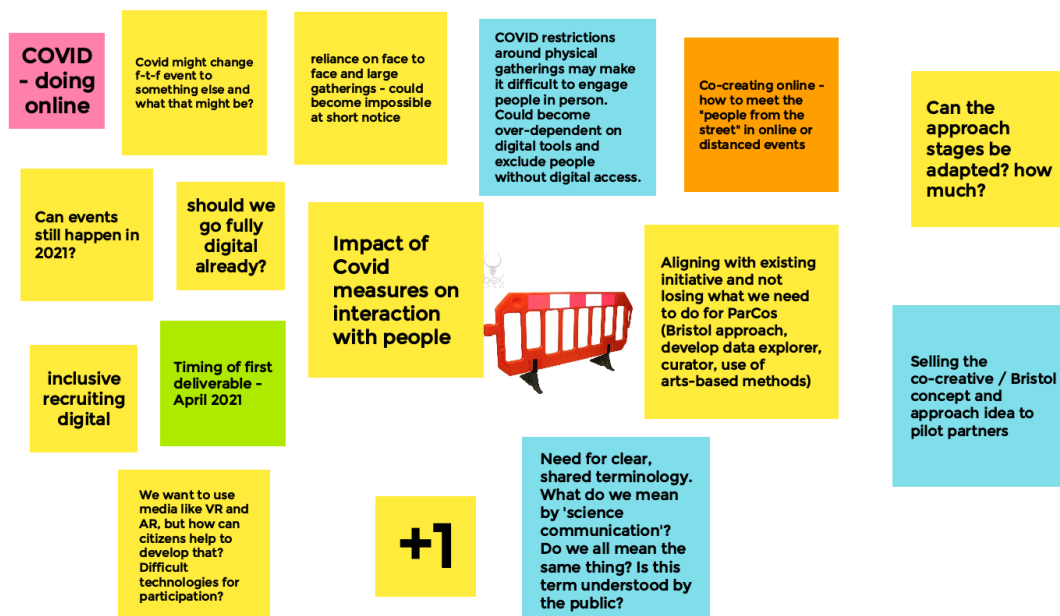 COVID
- doing
online
Covid might change
f-t-f event to
something else and
what that might be?
reliance on face to
face and large
gatherings - could
become impossible
at short notice
COVID restrictions
around physical
gatherings may make
it difficult to engage
people in person.
Could become
over-dependent on
digital tools and
exclude people
without digital access.
Co-creating online -
how to meet the
"people from the
street" in online or
distanced events
Can the
approach
stages be
adapted? how
much?
Can events
still happen in
2021?
should we
go fully
digital
already?
Impact of
Covid
measures on
interaction
with people
Aligning with existing
initiative and not
losing what we need
to do for ParCos
(Bristol approach,
develop data explorer,
curator, use of
arts-based methods)
inclusive
recruiting
digital
Timing of first
deliverable -
April 2021
Selling the
co-creative / Bristol
concept and
approach idea to
pilot partners
We want to use
media like VR and
AR, but how can
citizens help to
develop that?
Difficult
technologies for
participation?
+1
Need for clear,
shared terminology.
What do we mean
by 'science
communication'?
Do we all mean the
same thing? Is this
term understood by
the public?